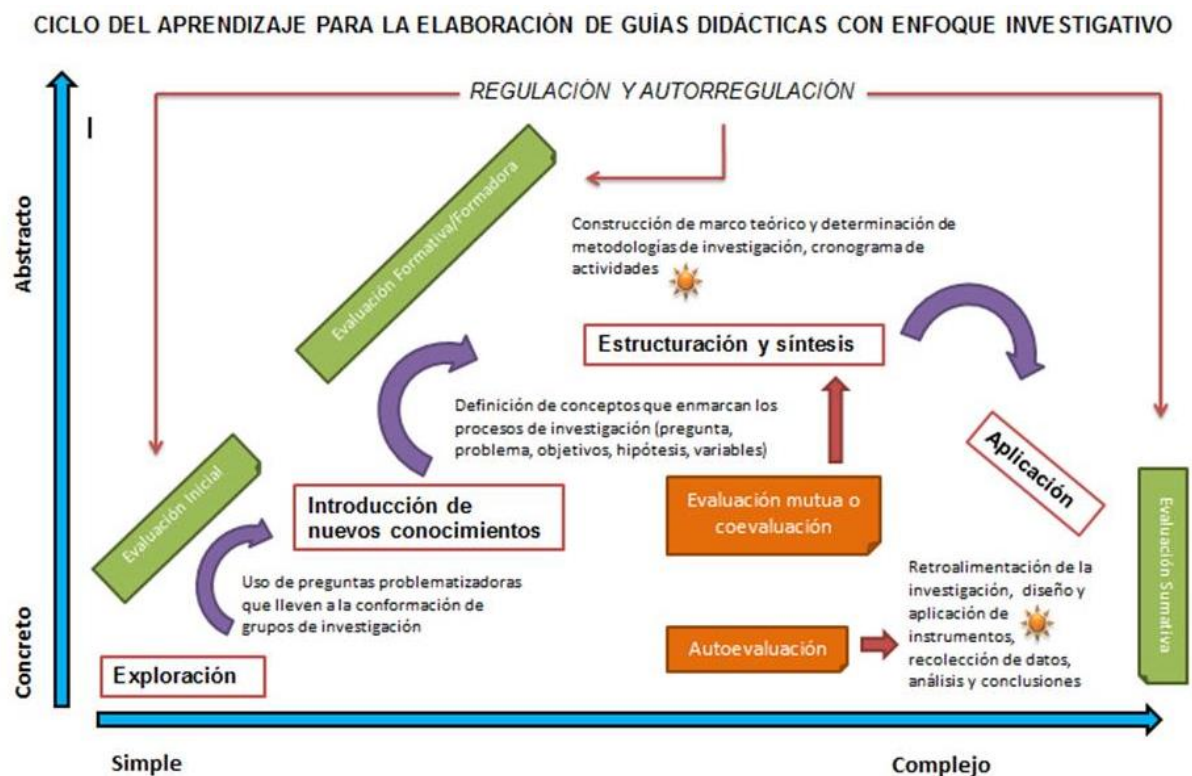 CICLO DEL APRENDIZAJE PARA LA ELABORACIÓN DE GUÍAS DIDÁCTICAS CON ENFOQUE INVESTIGATIVO
REGULACIÓN Y AUTORREGULACIÓN
Abstracto
Concreto
Evaluación Formativa/Formadora
Construcción de marco teórico y determinación de
metodologías de investigación, cronograma de
actividades
Estructuración y síntesis
Definición de conceptos que enmarcan los
procesos de investigación (pregunta,
problema, objetivos, hipótesis, variables)
Aplicación
Evaluación Inicial
Introducción de
nuevos conocimientos
Evaluación mutua o
coevaluación
Evaluación Sumativa
Uso de preguntas problematizadoras
que lleven a la conformación de
grupos de investigación
Retroalimentación de la
investigación, diseño y
aplicación de
instrumentos,
recolección de datos,
análisis y conclusiones
Autoevaluación
Exploración
Simple
Complejo